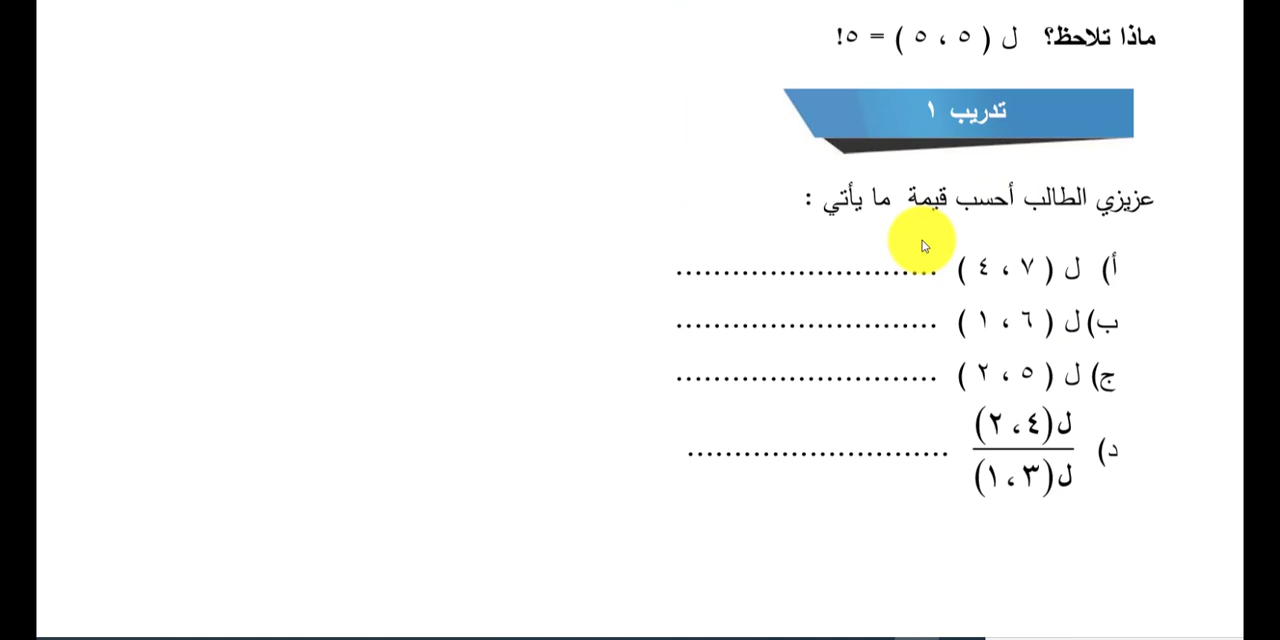 ماذا تلاحظ؟ ل ( ٥ ، ٥ ) = ٥!
تدريب ١
عزيزي الطالب أحسب قيمة ما يأتي :
أ) ل ( ٧ ، ٤ ) ............................
ب) ل ( ٦ ، ١ ) ............................
ج) ل ( ٥ ، ٢ ) ............................
د) ل(٤ ، ٢) ............................
ل(٣ ، ١)